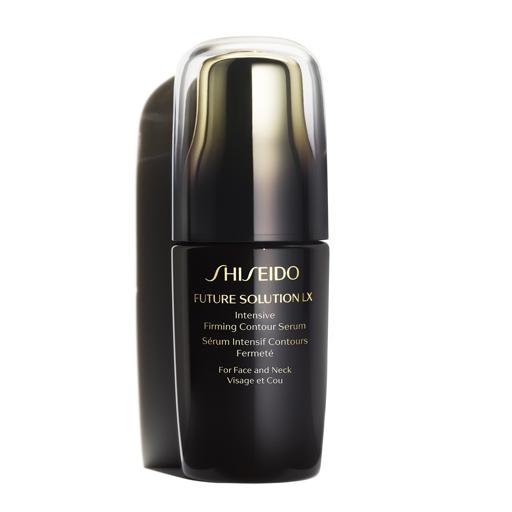 SHISEIDO
FUTURE SOLUTION LX
Intensive
Firming Contour Serum
Sérum Intensif Contours
Fermeté
For Face and Neck
Visage et Cou